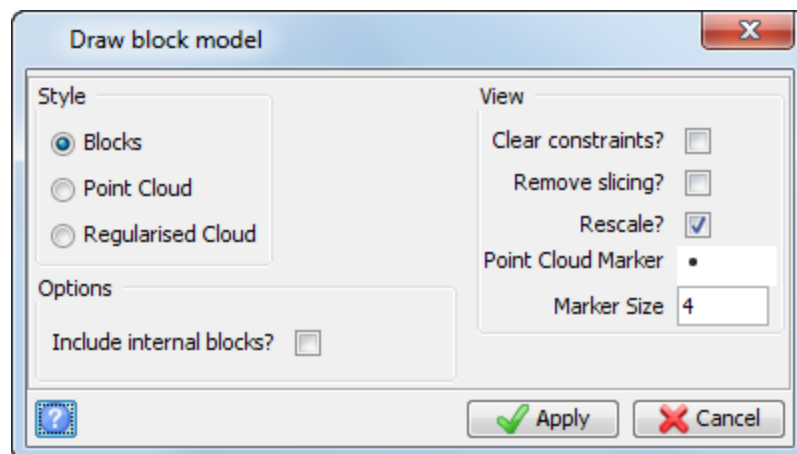 Draw block model
Style
Blocks
Point Cloud
Regularised Cloud
Options
Include internal blocks?
View
Clear constraints?
Remove slicing?
Rescale?
Point Cloud Marker
Marker Size 4
? Apply Cancel